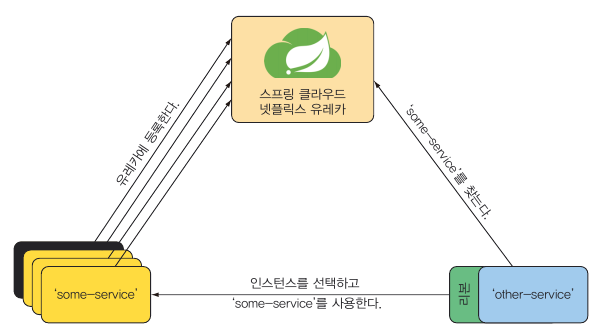 스프링 클라우드
넷플릭스 유레카
유레카에 등록한다.
‘some-service’를 찾는다.
인스턴스를 선택하고
‘some-service’를 사용한다.
‘some-service’
리본
‘other-service’